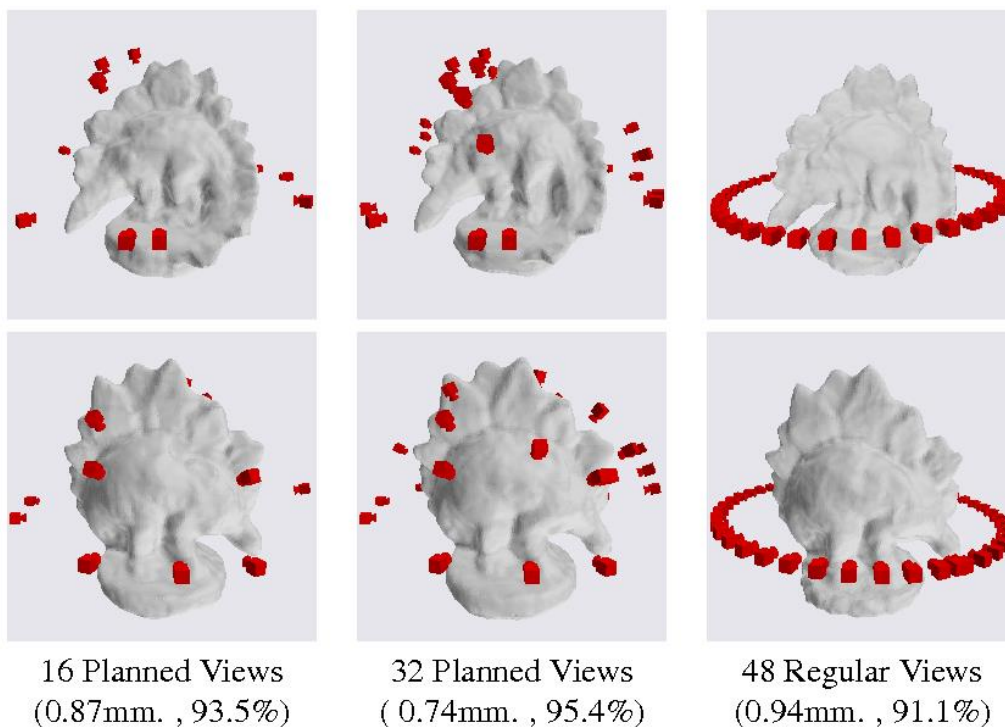 16 Planned Views
(0.87mm. , 93.5%)
32 Planned Views
( 0.74mm. , 95.4%)
48 Regular Views
(0.94mm. , 91.1%)